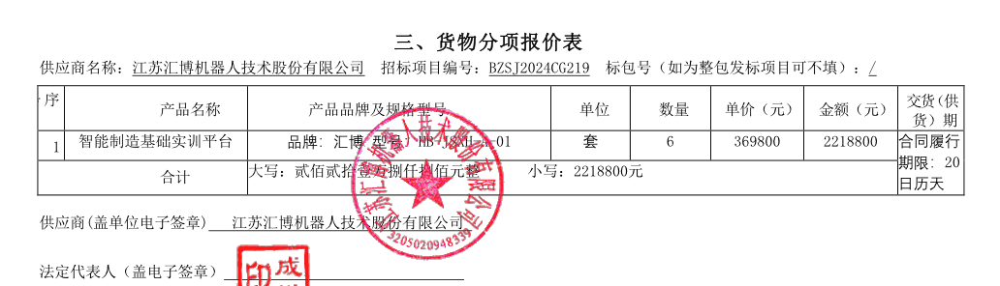 三、货物分项报价表
供应商名称：江苏汇博机器人技术股份有限公司 招标项目编号：BZSJ2024CG219 标包号（如为整包发标项目可不填）：/
序 产品名称 产品品牌及规格型号 单位 数量 单价（元） 金额（元） 交货（供货）期
1 智能制造基础实训平台 品牌：汇博 型号： 套 6 369800 2218800 合同履行期限：20日历天
合计 大写：贰佰贰拾壹万捌仟捌佰元整 小写：2218800元
江苏汇博机器人技术股份有限公司
3205020948339
供应商(盖单位电子签章) 江苏汇博机器人技术股份有限公司
法定代表人（盖电子签章）
印 成